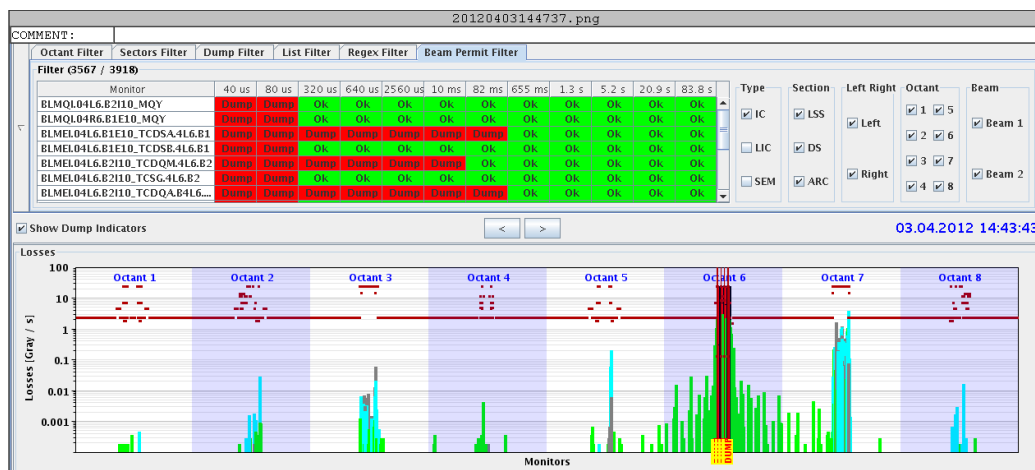 20120403144737.png
COMMENT:
Octant Filter Sectors Filter Dump Filter List Filter Regex Filter Beam Permit Filter
Filter (3567 / 3918)
Monitor 40 us 80 us 320 us 640 us 2560 us 10 ms 82 ms 655 ms 1.3 s 5.2 s 20.9 s 83.8 s
BLMQI.04L6.B2I10_MQY Dump Dump Ok Ok Ok Ok Ok Ok Ok Ok Ok Ok
BLMQI.04R6.B1E10_MQY Dump Dump Ok Ok Ok Ok Ok Ok Ok Ok Ok Ok
BLMEI.04L6.B1E10_TCDSA.4L6.B1 Dump Dump Dump Dump Dump Dump Dump Ok Ok Ok Ok Ok
BLMEI.04L6.B1E10_TCDSB.4L6.B1 Dump Dump Ok Ok Ok Ok Ok Ok Ok Ok Ok Ok
BLMEI.04L6.B2I10_TCDQM.4L6.B2 Dump Dump Dump Dump Dump Dump Ok Ok Ok Ok Ok Ok
BLMEI.04L6.B2I10_TCSG.4L6.B2 Dump Dump Ok Ok Ok Ok Ok Ok Ok Ok Ok Ok
BLMEI.04L6.B2I10_TCDQA.B4L6.... Dump Dump Dump Dump Dump Dump Dump Ok Ok Ok Ok Ok
Type
IC
LIC
SEM
Section
LSS
DS
ARC
Left Right
Left
Right
Octant
1 5
2 6
3 7
4 8
Beam
Beam 1
Beam 2
Show Dump Indicators < > 03.04.2012 14:43:43
Losses
Octant 1 Octant 2 Octant 3 Octant 4 Octant 5 Octant 6 Octant 7 Octant 8
Losses [Gray / s]
100
10
1
0.1
0.01
0.001
DUMP
Monitors